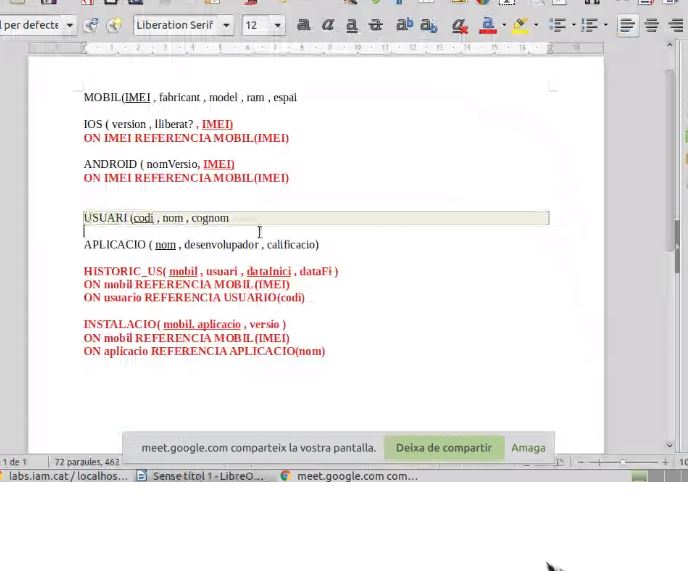 per defecte
Liberation Serif
12
MOBIL(IMEI , fabricant , model , ram , espai
IOS ( version , lliberat? , IMEI)
ON IMEI REFERENCIA MOBIL(IMEI)
ANDROID ( nomVersio, IMEI)
ON IMEI REFERENCIA MOBIL(IMEI)
USUARI (codi , nom , cognom
APLICACIO ( nom , desenvolupador , calificacio)
HISTORIC_US( mobil , usuari , dataInici , dataFi )
ON mobil REFERENCIA MOBIL(IMEI)
ON usuario REFERENCIA USUARIO(codi)
INSTALACIO( mobil, aplicacio , versio )
ON mobil REFERENCIA MOBIL(IMEI)
ON aplicacio REFERENCIA APLICACIO(nom)
meet.google.com comparteix la vostra pantalla. Deixa de compartir Amaga
1 de 1 72 paraules, 462
labs.iam.cat / localhos... Sense títol 1 - LibreO... meet.google.com com...